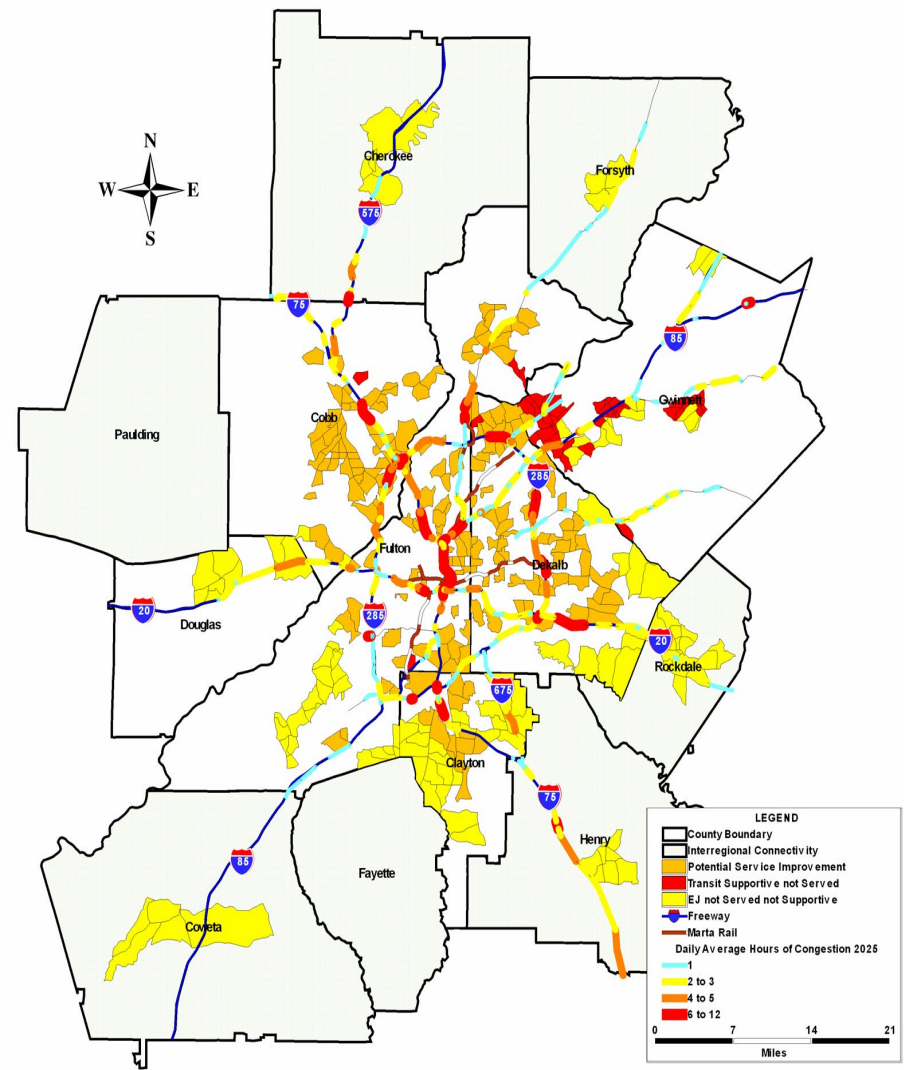 N
W E
S
Cherokee
575
Forsyth
75
85
Gwinnett
Cobb
Paulding
285
Fulton
Dekalb
20
Douglas
285
20
Rockdale
675
Clayton
75
Henry
85
Fayette
Coweta
LEGEND
County Boundary
Interregional Connectivity
Potential Service Improvement
Transit Supportive not Served
EJ not Served not Supportive
Freeway
Marta Rail
Daily Average Hours of Congestion 2025
1
2 to 3
4 to 5
6 to 12
0 7 14 21
Miles